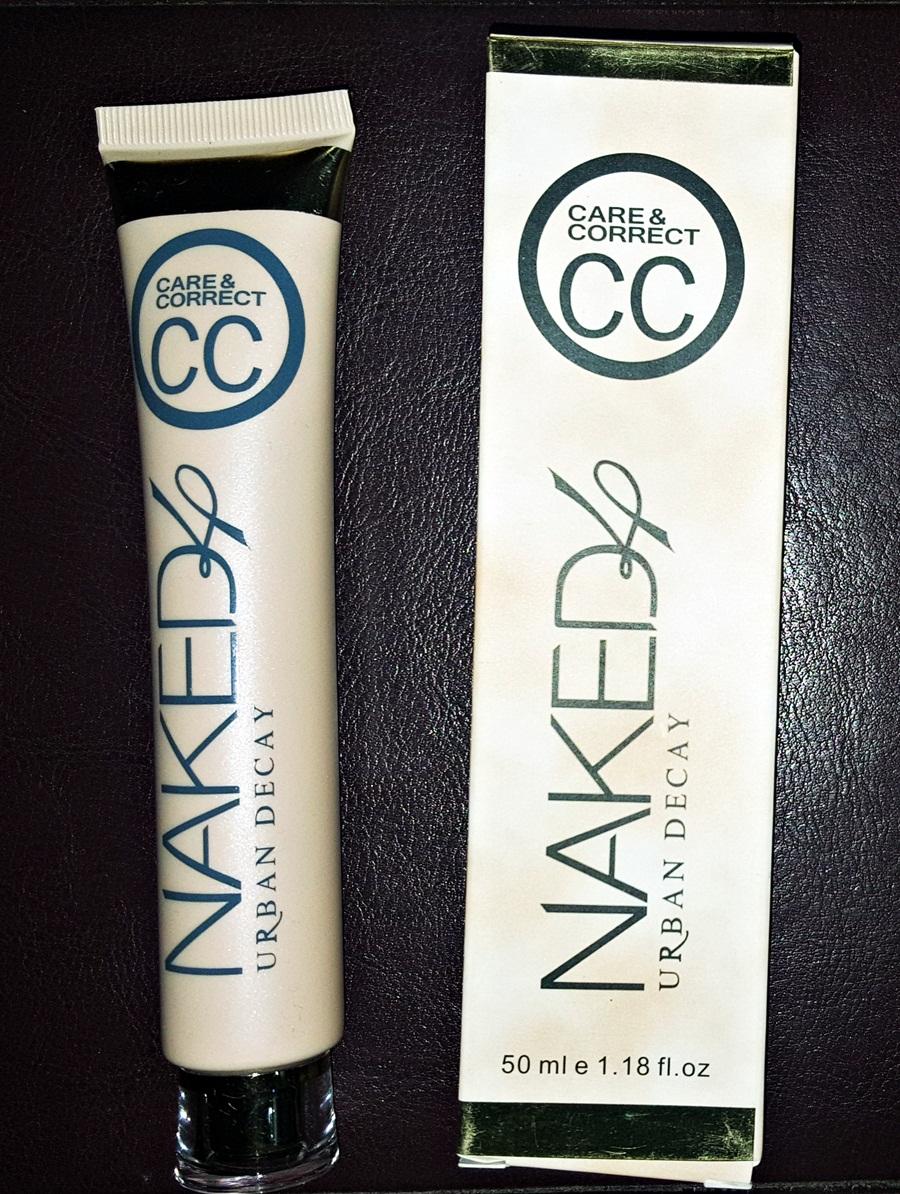 CARE &
CORRECT
CC
NAKED
URBAN DECAY
CARE &
CORRECT
CC
NAKED
URBAN DECAY
50 ml e 1.18 fl.oz